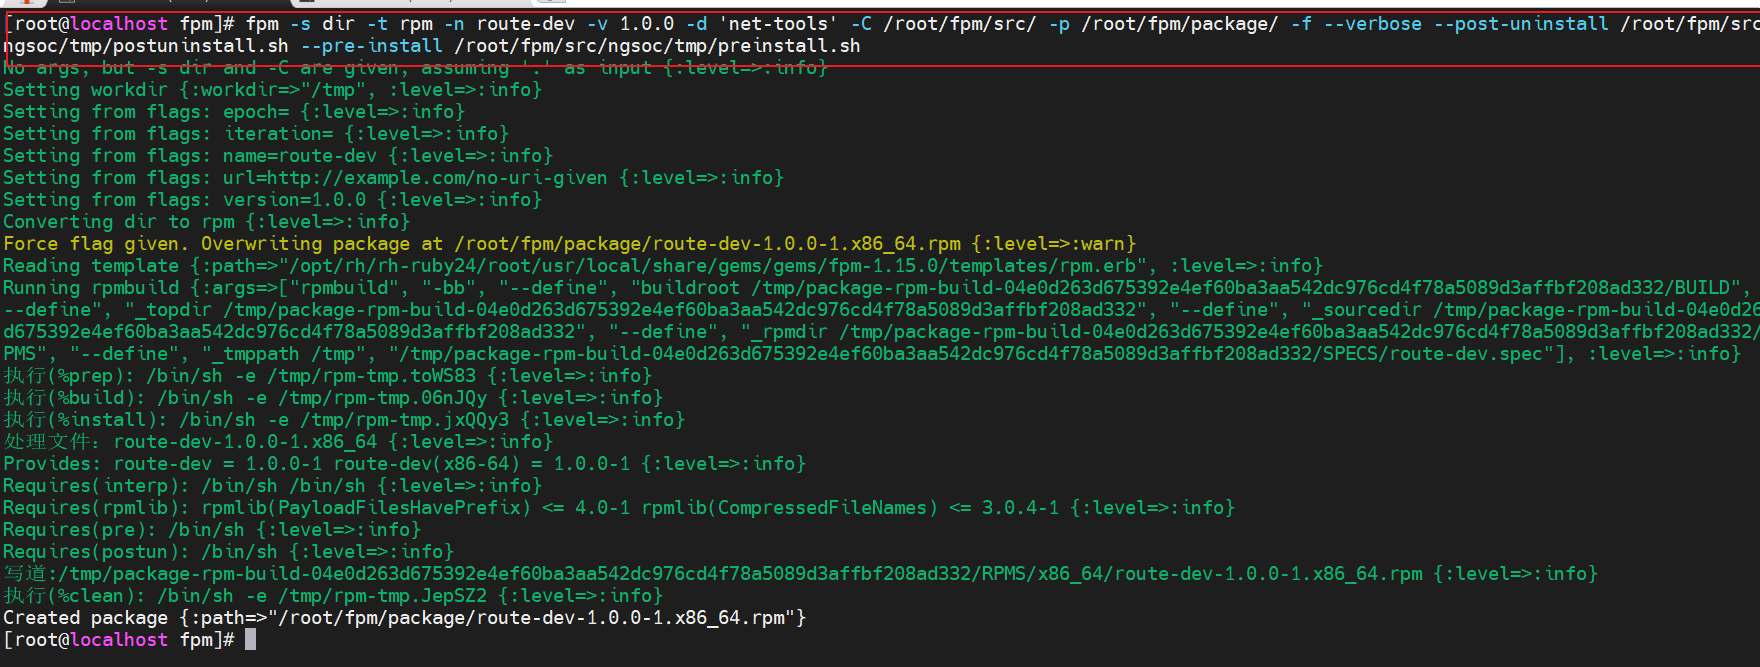 [root@localhost fpm]# fpm -s dir -t rpm -n route-dev -v 1.0.0 -d 'net-tools' -C /root/fpm/src/ -p /root/fpm/package/ -f --verbose --post-uninstall /root/fpm/src
ngsoc/tmp/postuninstall.sh --pre-install /root/fpm/src/ngsoc/tmp/preinstall.sh
No args, but -s dir and -C are given, assuming '.' as input {:level=>:info}
Setting workdir {:workdir=>"/tmp", :level=>:info}
Setting from flags: epoch= {:level=>:info}
Setting from flags: iteration= {:level=>:info}
Setting from flags: name=route-dev {:level=>:info}
Setting from flags: url=http://example.com/no-uri-given {:level=>:info}
Setting from flags: version=1.0.0 {:level=>:info}
Converting dir to rpm {:level=>:info}
Force flag given. Overwriting package at /root/fpm/package/route-dev-1.0.0-1.x86_64.rpm {:level=>:warn}
Reading template {:path=>"/opt/rh/rh-ruby24/root/usr/local/share/gems/gems/fpm-1.15.0/templates/rpm.erb", :level=>:info}
Running rpmbuild {:args=>["rpmbuild", "-bb", "--define", "buildroot /tmp/package-rpm-build-04e0d263d675392e4ef60ba3aa542dc976cd4f78a5089d3affbf208ad332/BUILD",
--define", "_topdir /tmp/package-rpm-build-04e0d263d675392e4ef60ba3aa542dc976cd4f78a5089d3affbf208ad332", "--define", "_sourcedir /tmp/package-rpm-build-04e0d26
d675392e4ef60ba3aa542dc976cd4f78a5089d3affbf208ad332", "--define", "_rpmdir /tmp/package-rpm-build-04e0d263d675392e4ef60ba3aa542dc976cd4f78a5089d3affbf208ad332/
PMS", "--define", "_tmppath /tmp", "/tmp/package-rpm-build-04e0d263d675392e4ef60ba3aa542dc976cd4f78a5089d3affbf208ad332/SPECS/route-dev.spec"], :level=>:info}
执行(%prep): /bin/sh -e /tmp/rpm-tmp.toWS83 {:level=>:info}
执行(%build): /bin/sh -e /tmp/rpm-tmp.06nJQy {:level=>:info}
执行(%install): /bin/sh -e /tmp/rpm-tmp.jxQQy3 {:level=>:info}
处理文件：route-dev-1.0.0-1.x86_64 {:level=>:info}
Provides: route-dev = 1.0.0-1 route-dev(x86-64) = 1.0.0-1 {:level=>:info}
Requires(interp): /bin/sh /bin/sh {:level=>:info}
Requires(rpmlib): rpmlib(PayloadFilesHavePrefix) <= 4.0-1 rpmlib(CompressedFileNames) <= 3.0.4-1 {:level=>:info}
Requires(pre): /bin/sh {:level=>:info}
Requires(postun): /bin/sh {:level=>:info}
写道:/tmp/package-rpm-build-04e0d263d675392e4ef60ba3aa542dc976cd4f78a5089d3affbf208ad332/RPMS/x86_64/route-dev-1.0.0-1.x86_64.rpm {:level=>:info}
执行(%clean): /bin/sh -e /tmp/rpm-tmp.JepSZ2 {:level=>:info}
Created package {:path=>"/root/fpm/package/route-dev-1.0.0-1.x86_64.rpm"}
[root@localhost fpm]#